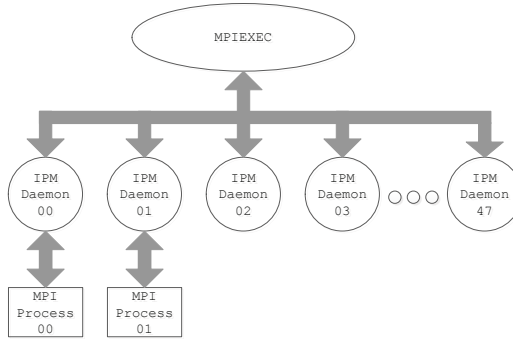 MPIEXEC
IPM
Daemon
00
IPM
Daemon
01
IPM
Daemon
02
IPM
Daemon
03
IPM
Daemon
47
MPI
Process
00
MPI
Process
01